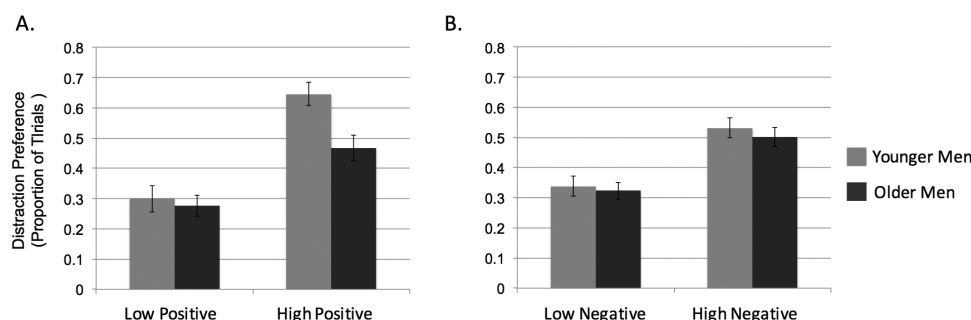 A.
Distraction Preference
(Proportion of TIrials )
0.8
0.7
0.6
0.5
0.4
0.3
0.2
0.1
0
Low Positive
High Positive
B.
0.8
0.7
0.6
0.5
0.4
0.3
0.2
0.1
0
Low Negative
High Negative
Younger Men
Older Men